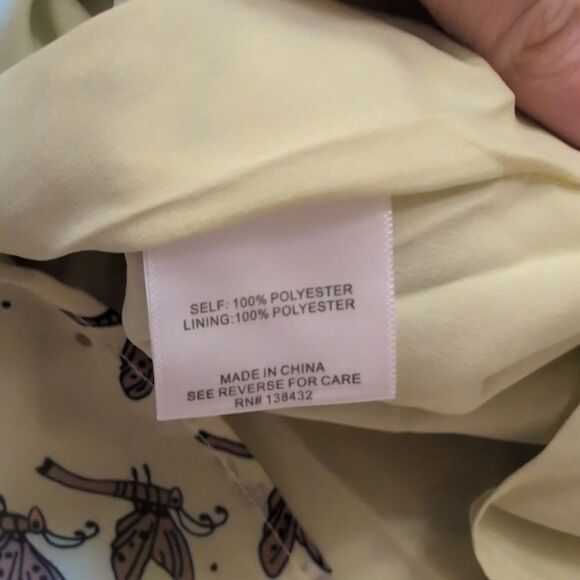 SELF: 100% POLYESTER
LINING:100% POLYESTER
MADE IN CHINA
SEE REVERSE FOR CARE
RN# 138432